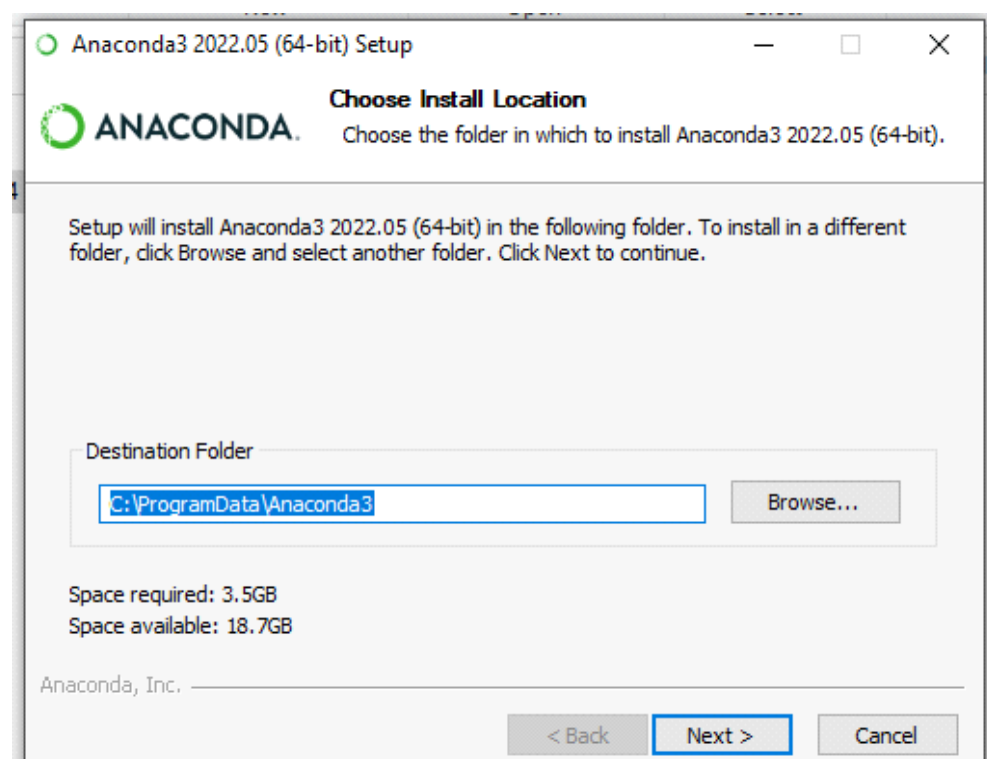 Anaconda3 2022.05 (64-bit) Setup
ANACONDA.
Choose Install Location
Choose the folder in which to install Anaconda3 2022.05 (64-bit).
4
Setup will install Anaconda3 2022.05 (64-bit) in the following folder. To install in a different
folder, click Browse and select another folder. Click Next to continue.
Destination Folder
C:\ProgramData\Anaconda3
Browse...
Space required: 3.5GB
Space available: 18.7GB
Anaconda, Inc.
< Back
Next >
Cancel